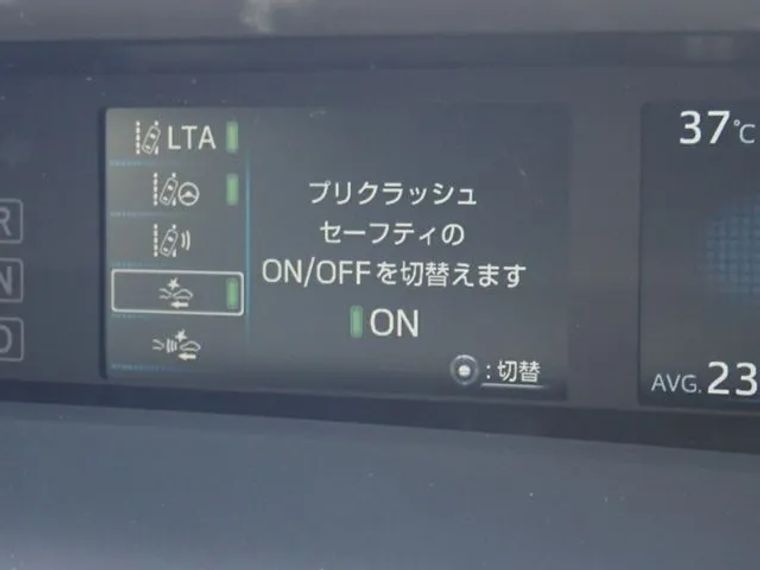 LTA
プリクラッシュ
セーフティの
ON/OFFを切替えます
ON
:切替
37℃
AVG.23
R
N
D